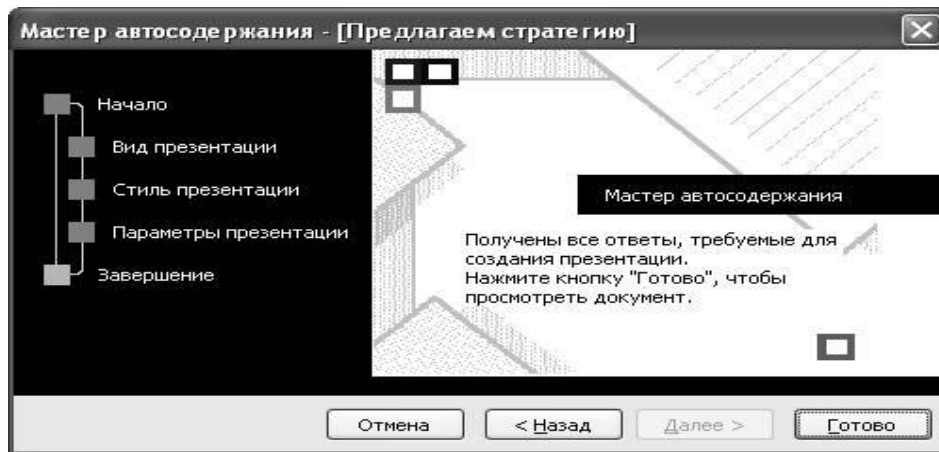 Мастер автосодержания - [Предлагаем стратегию]
Начало
Вид презентации
Стиль презентации
Параметры презентации
Завершение
Мастер автосодержания
Получены все ответы, требуемые для
создания презентации.
Нажмите кнопку "Готово", чтобы
просмотреть документ.
Отмена
< Назад
Далее >
Готово